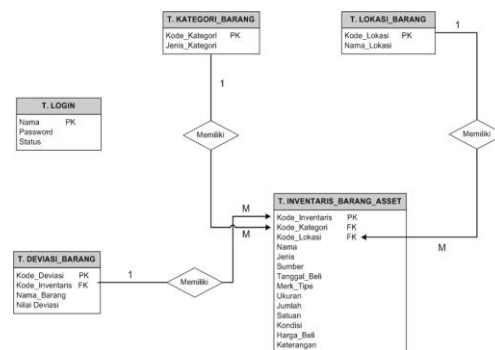 T. KATEGORI_BARANG
Kode_Kategori PK
Jenis_Kategori
T. LOKASI_BARANG
Kode_Lokasi PK
Nama_Lokasi
1
1
T. LOGIN
Nama PK
Password
Status
Memiliki
Memiliki
M
M
M
T. INVENTARIS_BARANG_ASSET
Kode_Inventaris PK
Kode_Kategori FK
Kode_Lokasi FK
Nama
Jenis
Sumber
Tanggal_Beli
Merk_Tipe
Ukuran
Jumlah
Satuan
Kondisi
Harga_Beli
Keterangan
T. DEVIASI_BARANG
Kode_Deviasi PK
Kode_Inventaris FK
Nama_Barang
Nilai Deviasi
1
Memiliki